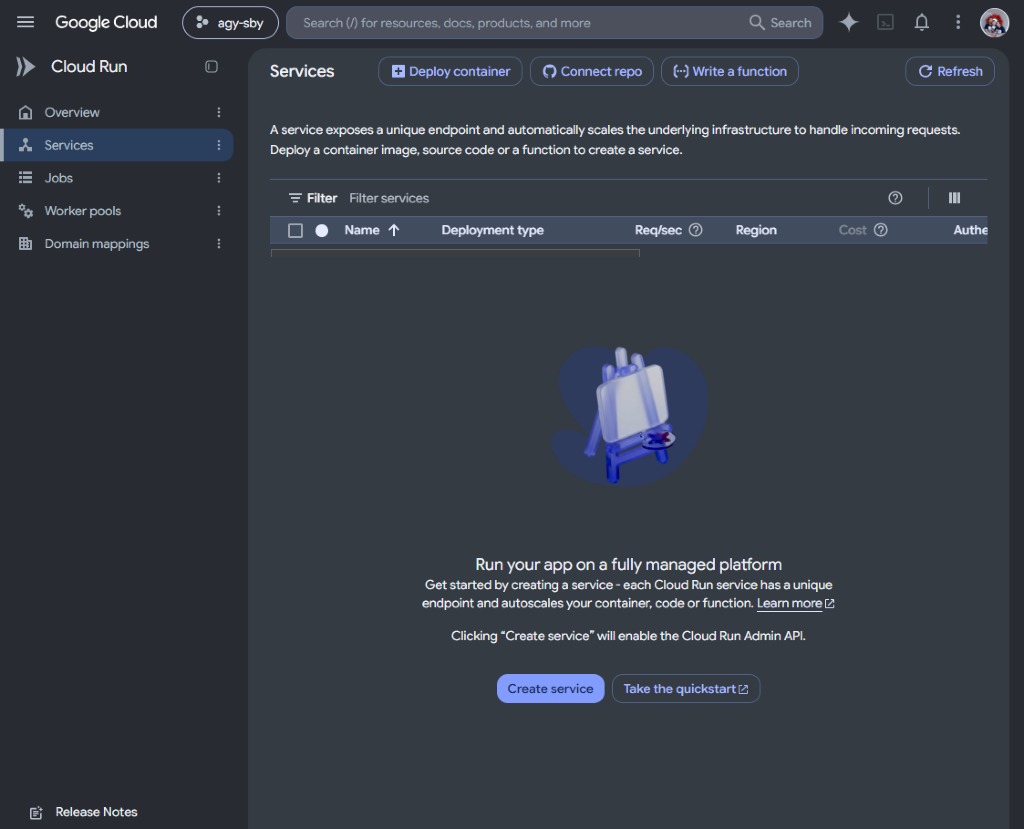 Google Cloud
agy-sby
Search (/) for resources, docs, products, and more
Search
Cloud Run
Overview
Services
Jobs
Worker pools
Domain mappings
Release Notes
Services
Deploy container
Connect repo
Write a function
Refresh
A service exposes a unique endpoint and automatically scales the underlying infrastructure to handle incoming requests.
Deploy a container image, source code or a function to create a service.
Filter Filter services
Name Deployment type Req/sec Region Cost Authe
Run your app on a fully managed platform
Get started by creating a service - each Cloud Run service has a unique
endpoint and autoscales your container, code or function. Learn more
Clicking “Create service” will enable the Cloud Run Admin API.
Create service
Take the quickstart